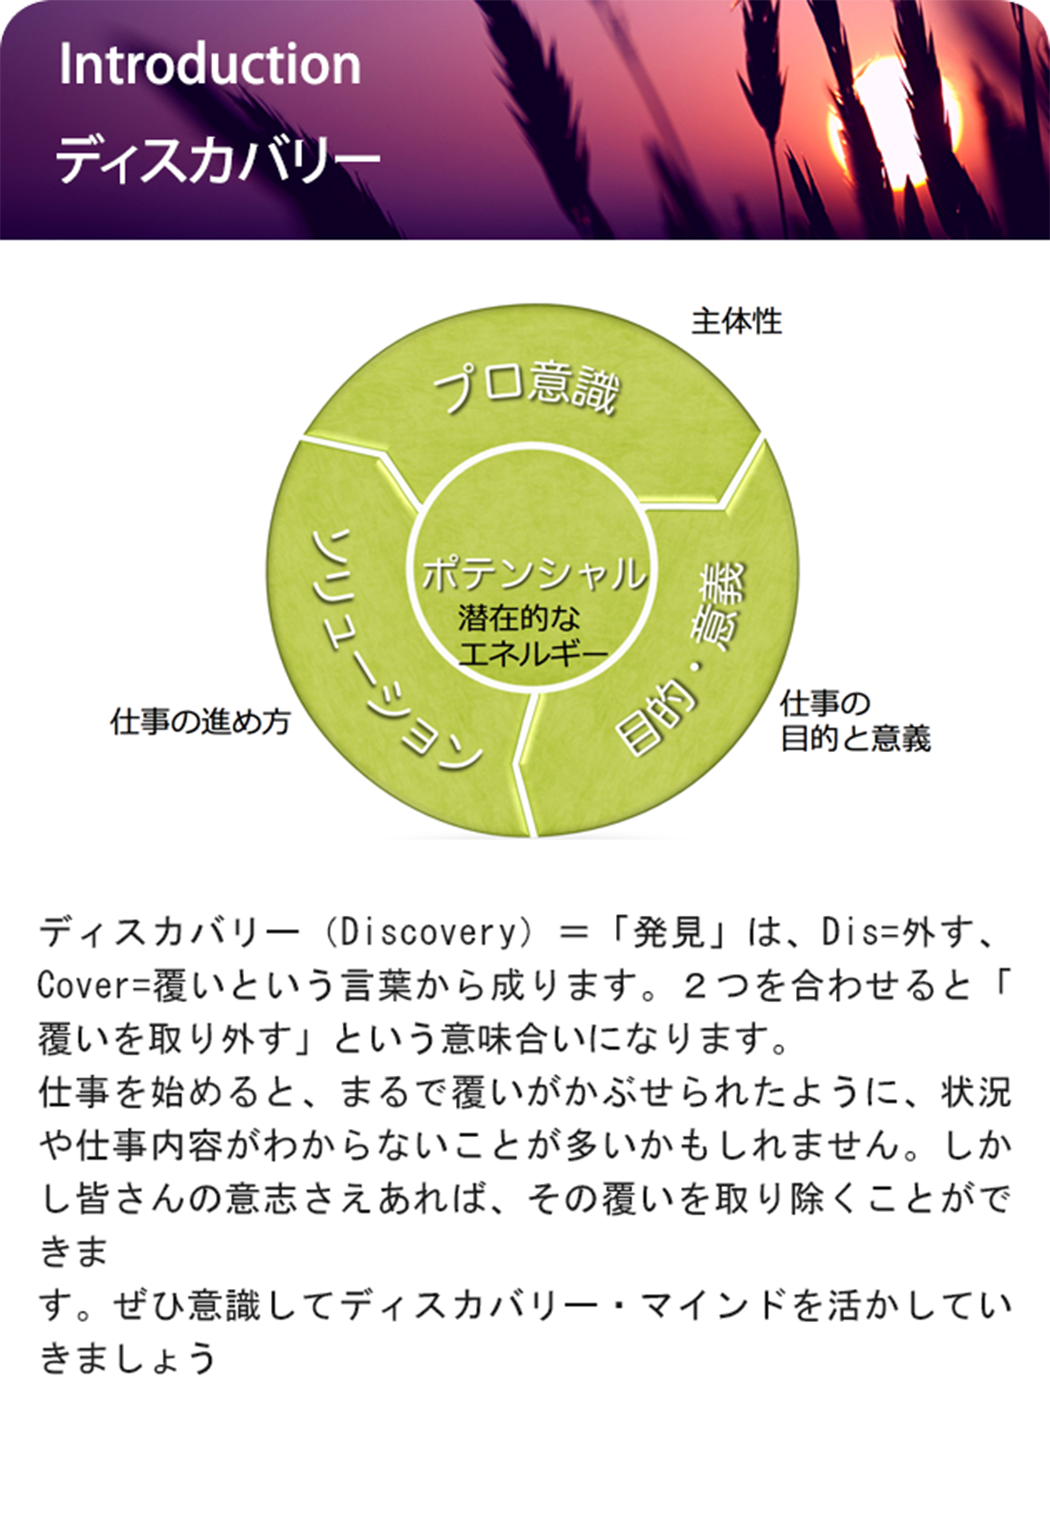 Introduction
ディスカバリー
主体性
プロ意識
ソリューション
ポテンシャル
潜在的な
エネルギー
目的・意義
仕事の進め方
仕事の
目的と意義
ディスカバリー（Discovery）＝「発見」は、Dis=外す、
Cover=覆いという言葉から成ります。２つを合わせると「
覆いを取り外す」という意味合いになります。
仕事を始めると、まるで覆いがかぶせられたように、状況
や仕事内容がわからないことが多いかもしれません。しか
し皆さんの意志さえあれば、その覆いを取り除くことがで
きま
す。ぜひ意識してディスカバリー・マインドを活かしてい
きましょう